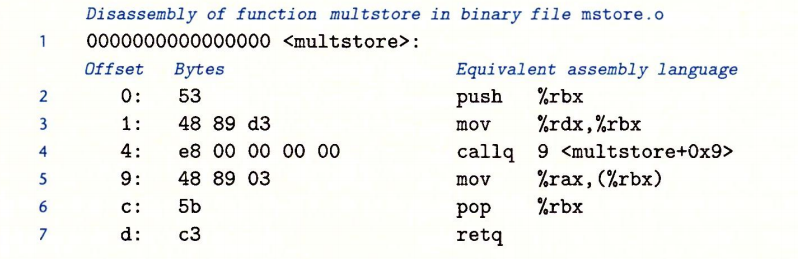 Disassembly of function multstore in binary file mstore.o
1 0000000000000000 <multstore>:
Offset Bytes Equivalent assembly language
2 0: 53 push %rbx
3 1: 48 89 d3 mov %rdx,%rbx
4 4: e8 00 00 00 00 callq 9 <multstore+0x9>
5 9: 48 89 03 mov %rax,(%rbx)
6 c: 5b pop %rbx
7 d: c3 retq